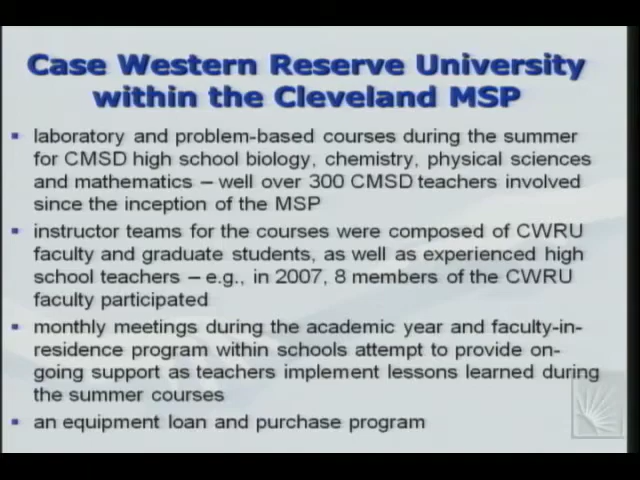 Case Western Reserve University
within the Cleveland MSP
▪ laboratory and problem-based courses during the summer
for CMSD high school biology, chemistry, physical sciences
and mathematics – well over 300 CMSD teachers involved
since the inception of the MSP
▪ instructor teams for the courses were composed of CWRU
faculty and graduate students, as well as experienced high
school teachers – e.g., in 2007, 8 members of the CWRU
faculty participated
▪ monthly meetings during the academic year and faculty-in-
residence program within schools attempt to provide on-
going support as teachers implement lessons learned during
the summer courses
▪ an equipment loan and purchase program